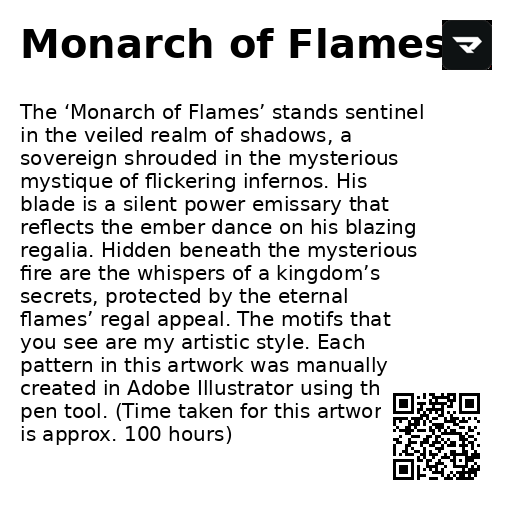 Monarch of Flames
The ‘Monarch of Flames’ stands sentinel
in the veiled realm of shadows, a
sovereign shrouded in the mysterious
mystique of flickering infernos. His
blade is a silent power emissary that
reflects the ember dance on his blazing
regalia. Hidden beneath the mysterious
fire are the whispers of a kingdom’s
secrets, protected by the eternal
flames’ regal appeal. The motifs that
you see are my artistic style. Each
pattern in this artwork was manually
created in Adobe Illustrator using th
pen tool. (Time taken for this artwor
is approx. 100 hours)